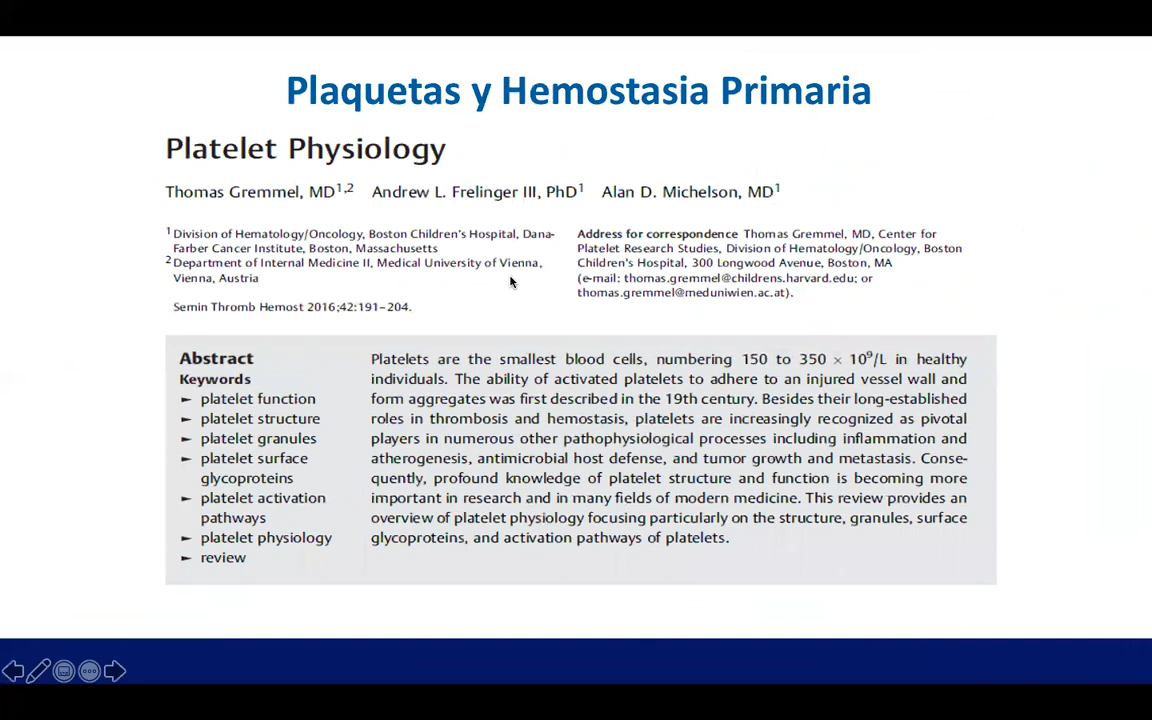 Plaquetas y Hemostasia Primaria
Platelet Physiology
Thomas Gremmel, MD1,2 Andrew L. Frelinger III, PhD1 Alan D. Michelson, MD1
1 Division of Hematology/Oncology, Boston Children's Hospital, Dana-
Farber Cancer Institute, Boston, Massachusetts
2 Department of Internal Medicine II, Medical University of Vienna,
Vienna, Austria
Semin Thromb Hemost 2016;42:191–204.
Address for correspondence Thomas Gremmel, MD, Center for
Platelet Research Studies, Division of Hematology/Oncology, Boston
Children's Hospital, 300 Longwood Avenue, Boston, MA
(e-mail: thomas.gremmel@childrens.harvard.edu; or
thomas.gremmel@meduniwien.ac.at).
Abstract
Keywords
► platelet function
► platelet structure
► platelet granules
► platelet surface
glycoproteins
► platelet activation
pathways
► platelet physiology
► review
Platelets are the smallest blood cells, numbering 150 to 350 × 10⁹/L in healthy
individuals. The ability of activated platelets to adhere to an injured vessel wall and
form aggregates was first described in the 19th century. Besides their long-established
roles in thrombosis and hemostasis, platelets are increasingly recognized as pivotal
players in numerous other pathophysiological processes including inflammation and
atherogenesis, antimicrobial host defense, and tumor growth and metastasis. Conse-
quently, profound knowledge of platelet structure and function is becoming more
important in research and in many fields of modern medicine. This review provides an
overview of platelet physiology focusing particularly on the structure, granules, surface
glycoproteins, and activation pathways of platelets.